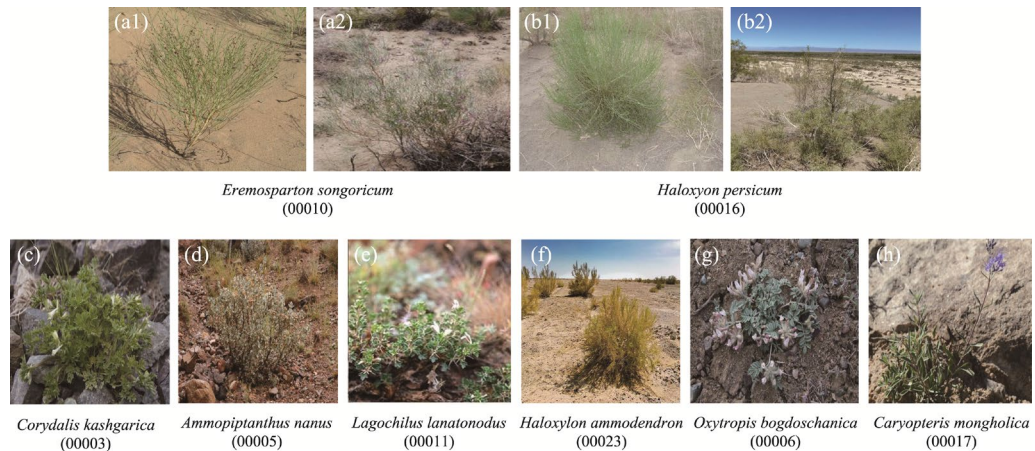 (a1) (a2) (b1) (b2)
Eremosparton songoricum Haloxyon persicum
(00010) (00016)
(c) (d) (e) (f) (g) (h)
Corydalis kashgarica Ammopiptanthus nanus Lagochilus lanatonodus Haloxylon ammodendron Oxytropis bogdoschanica Caryopteris mongholica
(00003) (00005) (00011) (00023) (00006) (00017)